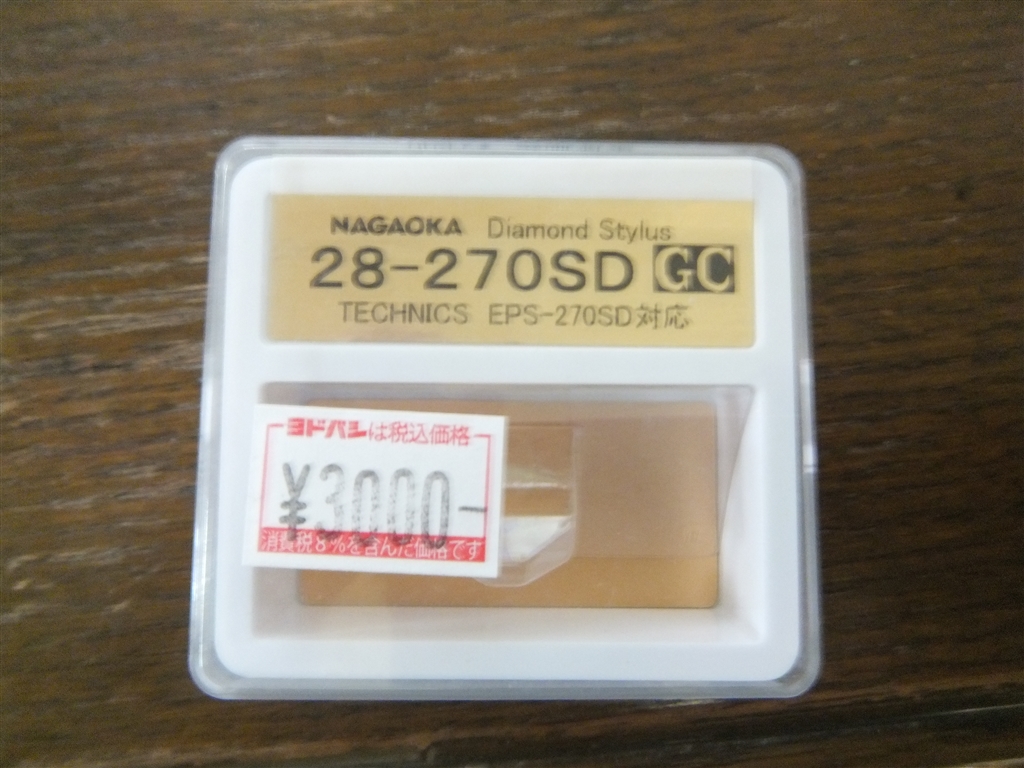 NAGAOKA Diamond Stylus
28-270SD GC
TECHNICS EPS-270SD対応
ヨドバシは税込価格
¥3000-
消費税8%を含んだ価格です